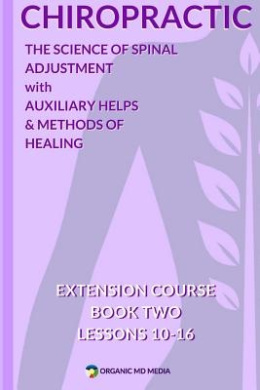 CHIROPRACTIC
THE SCIENCE OF SPINAL
ADJUSTMENT
with
AUXILIARY HELPS
& METHODS OF
HEALING
EXTENSION COURSE
BOOK TWO
LESSONS 10-16
ORGANIC MD MEDIA